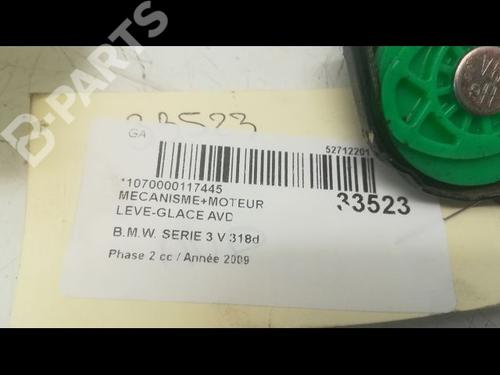 B-PARTS
33523
GA
52712201
*1070000117445
MECANISME+MOTEUR
LEVE-GLACE AVD
33523
B.M.W. SERIE 3 V 318d
Phase 2 cc / Année 2009